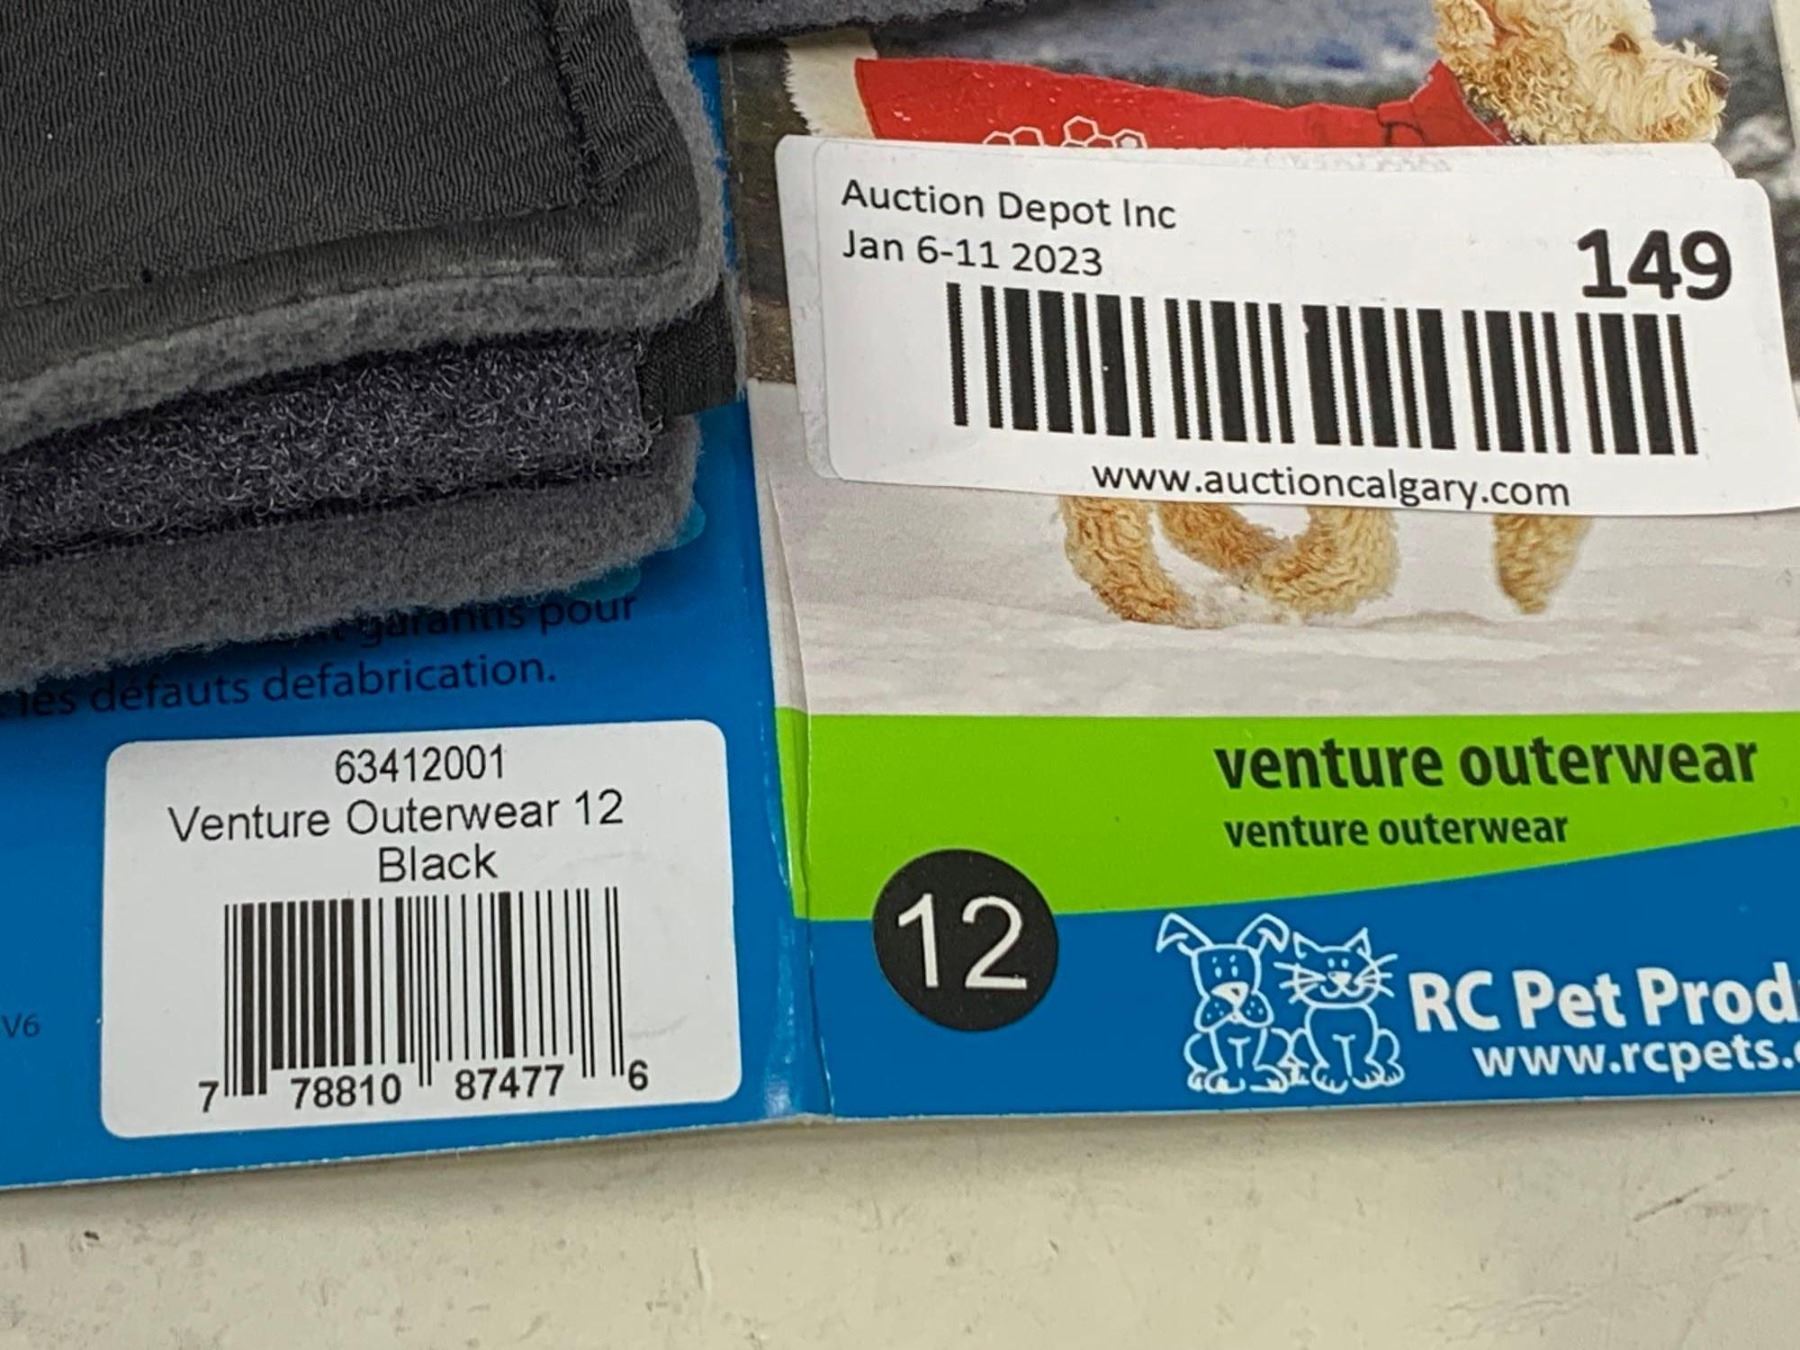 Auction Depot Inc
Jan 6-11 2023
149
www.auctioncalgary.com
garantis pour
les défauts defabrication.
63412001
Venture Outerwear 12
Black
7 78810 87477 6
V6
venture outerwear
venture outerwear
12
RC Pet Prod
www.rcpets.